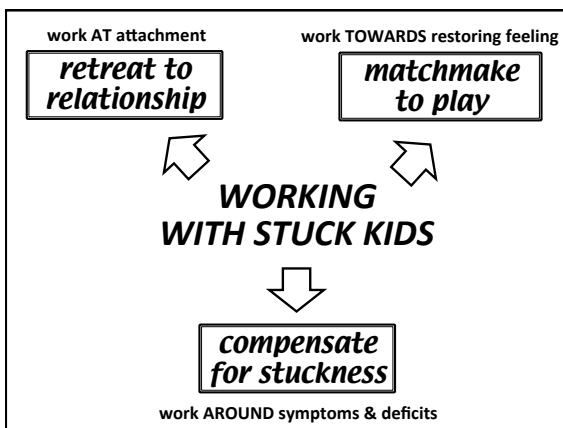 work AT attachment
retreat to
relationship
work TOWARDS restoring feeling
matchmake
to play
WORKING
WITH STUCK KIDS
compensate
for stuckness
work AROUND symptoms & deficits